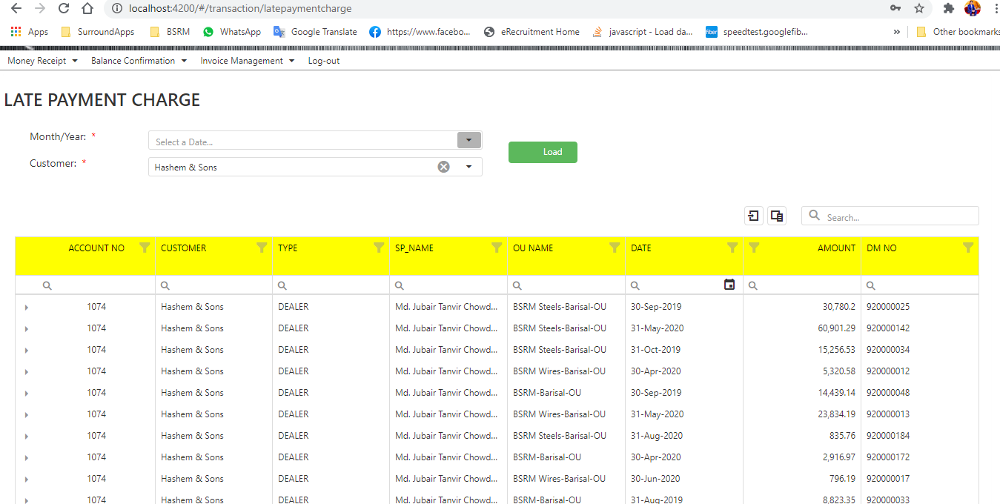 localhost:4200/#/transaction/latepaymentcharge
Apps SurroundApps BSRM WhatsApp Google Translate https://www.facebo... eRecruitment Home javascript - Load da... fiber speedtest.googlefib... » Other bookmarks
Money Receipt Balance Confirmation Invoice Management Log-out
LATE PAYMENT CHARGE
Month/Year: * Select a Date...
Load
Customer: * Hashem & Sons
Search...
ACCOUNT NO CUSTOMER TYPE SP_NAME OU NAME DATE AMOUNT DM NO
1074 Hashem & Sons DEALER Md. Jubair Tanvir Chowd... BSRM Steels-Barisal-OU 30-Sep-2019 30,780.2 920000025
1074 Hashem & Sons DEALER Md. Jubair Tanvir Chowd... BSRM Steels-Barisal-OU 31-May-2020 60,901.29 920000142
1074 Hashem & Sons DEALER Md. Jubair Tanvir Chowd... BSRM Steels-Barisal-OU 31-Oct-2019 15,256.53 920000034
1074 Hashem & Sons DEALER Md. Jubair Tanvir Chowd... BSRM Wires-Barisal-OU 30-Apr-2020 5,320.58 920000012
1074 Hashem & Sons DEALER Md. Jubair Tanvir Chowd... BSRM-Barisal-OU 30-Sep-2019 14,439.14 920000048
1074 Hashem & Sons DEALER Md. Jubair Tanvir Chowd... BSRM Wires-Barisal-OU 31-May-2020 23,834.19 920000013
1074 Hashem & Sons DEALER Md. Jubair Tanvir Chowd... BSRM Steels-Barisal-OU 31-Aug-2020 835.76 920000184
1074 Hashem & Sons DEALER Md. Jubair Tanvir Chowd... BSRM-Barisal-OU 30-Apr-2020 2,916.97 920000172
1074 Hashem & Sons DEALER Md. Jubair Tanvir Chowd... BSRM Wires-Barisal-OU 30-Jun-2020 796.19 920000017
1074 Hashem & Sons DEALER Md. Jubair Tanvir Chowd... BSRM-Barisal-OU 31-Aug-2019 8,823.35 920000033